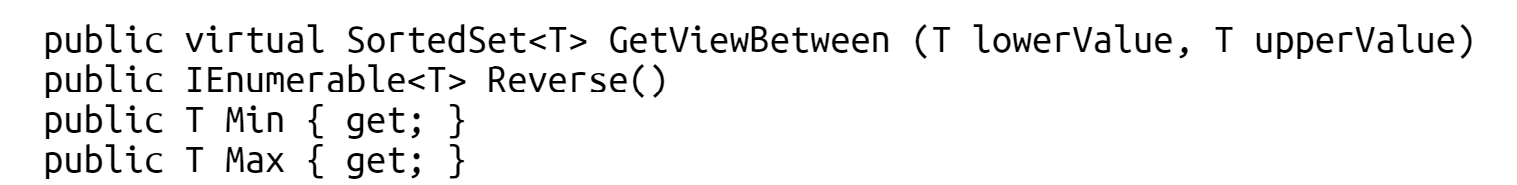 public virtual SortedSet<T> GetViewBetween (T lowerValue, T upperValue)
public IEnumerable<T> Reverse()
public T Min { get; }
public T Max { get; }